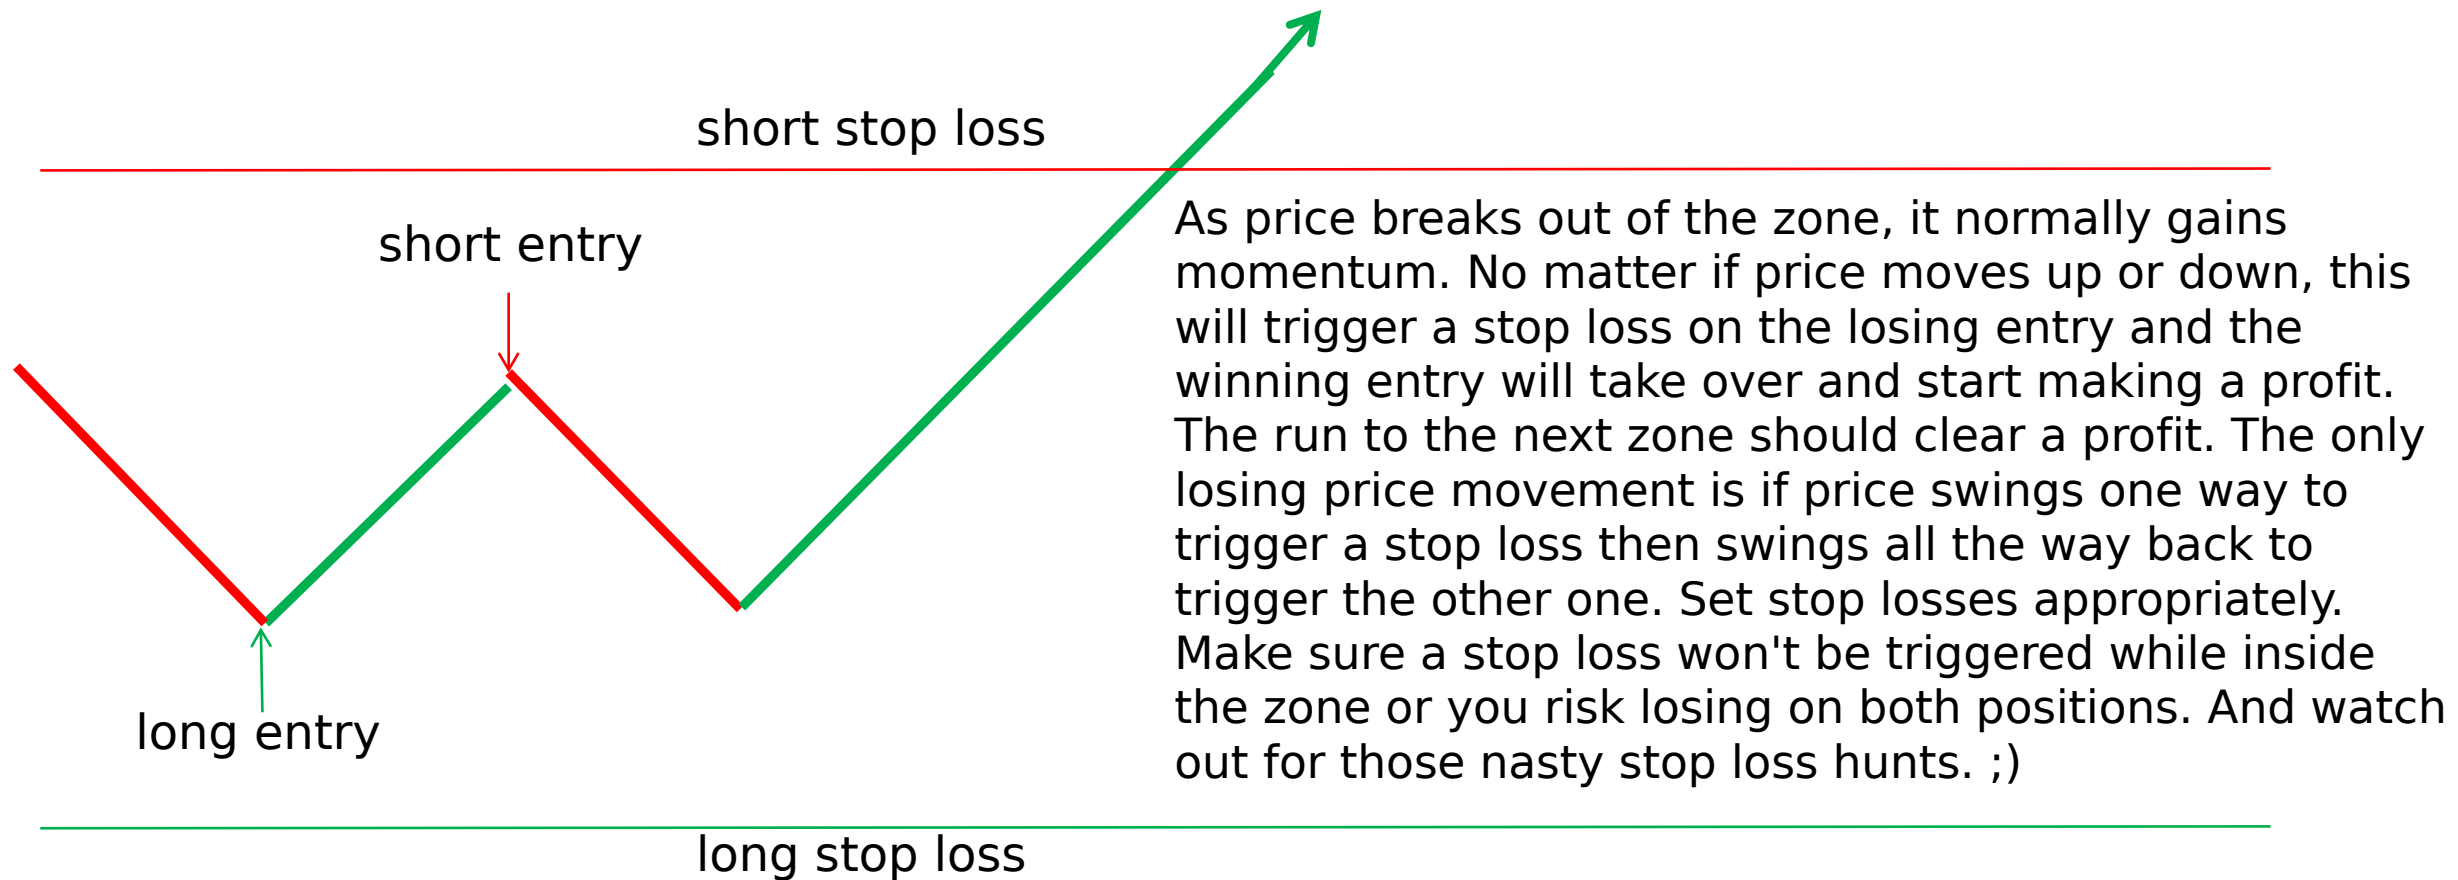 short stop loss
short entry
As price breaks out of the zone, it normally gains
momentum. No matter if price moves up or down, this
will trigger a stop loss on the losing entry and the
winning entry will take over and start making a profit.
The run to the next zone should clear a profit. The only
losing price movement is if price swings one way to
trigger a stop loss then swings all the way back to
trigger the other one. Set stop losses appropriately.
Make sure a stop loss won't be triggered while inside
the zone or you risk losing on both positions. And watch
out for those nasty stop loss hunts. ;)
long entry
long stop loss